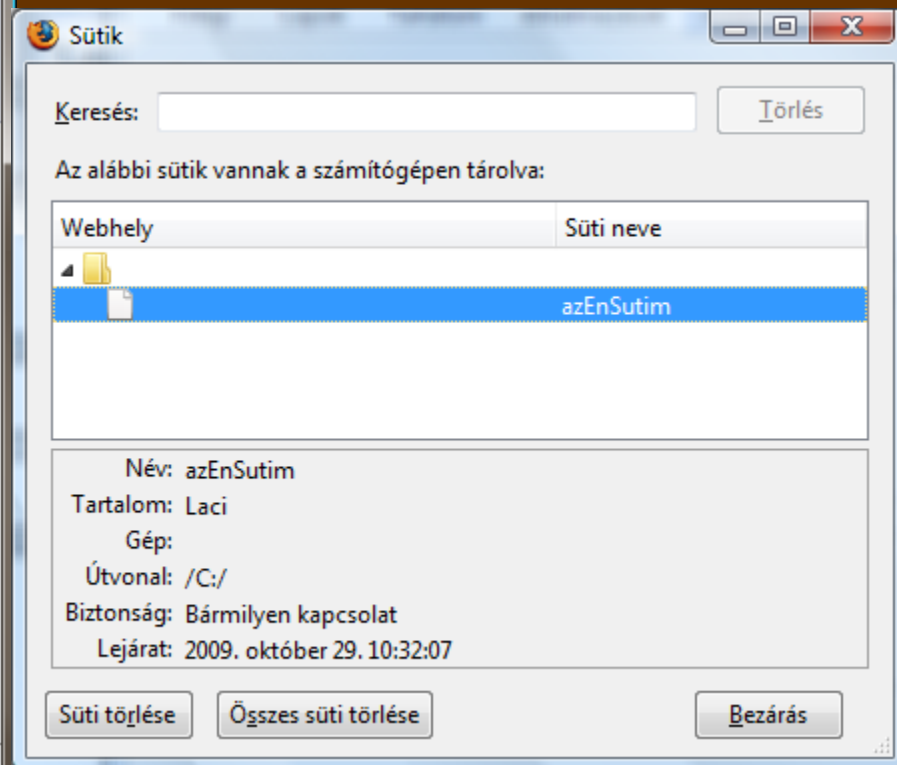 Sütik
Keresés:
Törlés
Az alábbi sütik vannak a számítógépen tárolva:
Webhely Süti neve
azEnSutim
Név: azEnSutim
Tartalom: Laci
Gép:
Útvonal: /C:/
Biztonság: Bármilyen kapcsolat
Lejárat: 2009. október 29. 10:32:07
Süti törlése Összes süti törlése Bezárás